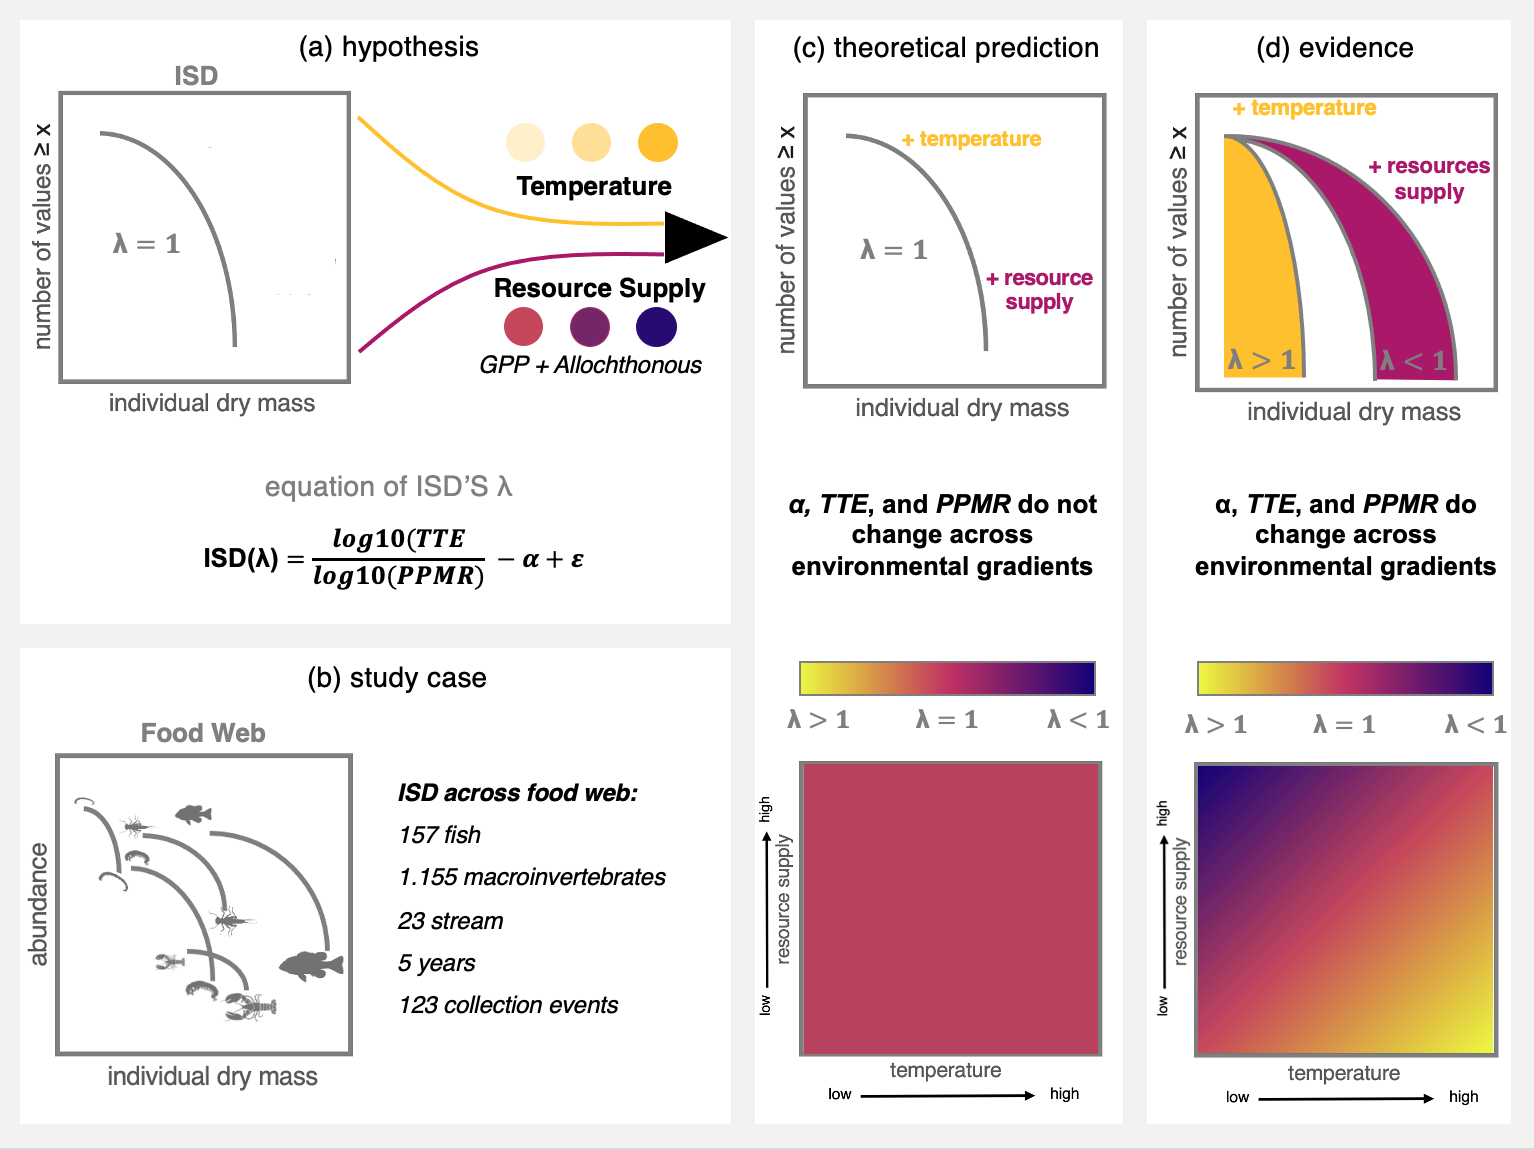 (a) hypothesis
ISD
number of values ≥ x
λ = 1
individual dry mass
Temperature
Resource Supply
GPP + Allochthonous
equation of ISD'S λ
ISD(λ) = log10(TTE / log10(PPMR) − α + ε
(b) study case
Food Web
abundance
individual dry mass
ISD across food web:
157 fish
1.155 macroinvertebrates
23 stream
5 years
123 collection events
(c) theoretical prediction
number of values ≥ x
+ temperature
λ = 1
+ resource
supply
individual dry mass
α, TTE, and PPMR do not
change across
environmental gradients
λ > 1 λ = 1 λ < 1
low high
resource supply
temperature
low high
(d) evidence
number of values ≥ x
+ temperature
+ resources
supply
λ > 1 λ < 1
individual dry mass
α, TTE, and PPMR do
change across
environmental gradients
λ > 1 λ = 1 λ < 1
low high
resource supply
temperature
low high